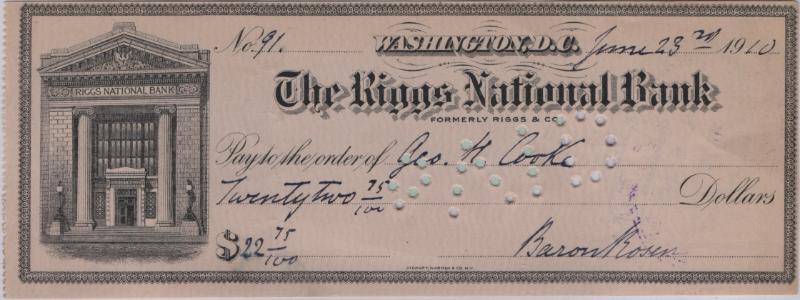 No. 91. WASHINGTON, D.C. June 23rd 1910
RIGGS NATIONAL BANK
The Riggs National Bank
FORMERLY RIGGS & CO.
Pay to the order of Geo. H. Cooke
Twentytwo 75/100 Dollars
$22 75/100 Baron Rosen